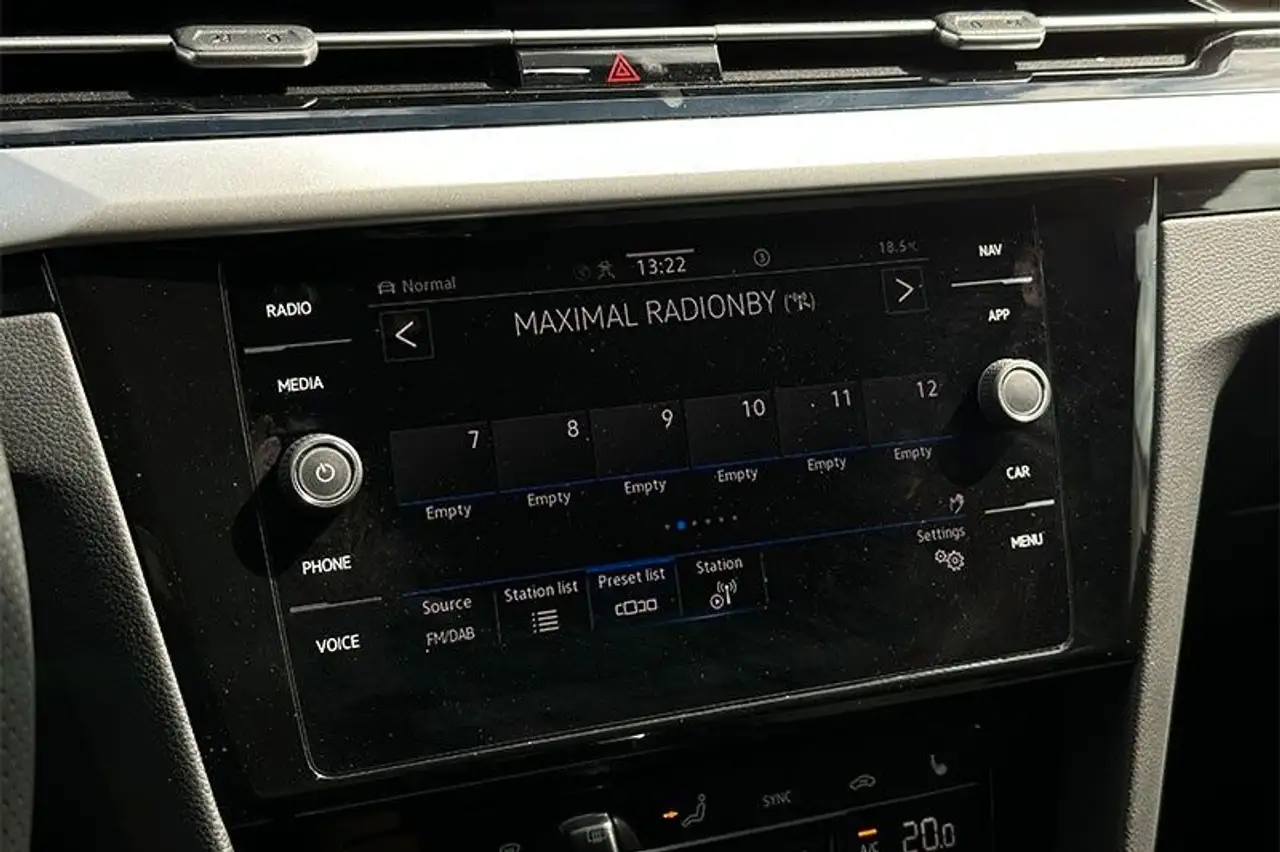 Normal
13:22
3
18.5°C
MAXIMAL RADIONBY
RADIO
MEDIA
PHONE
VOICE
NAV
APP
CAR
MENU
7 8 9 10 11 12
Empty Empty Empty Empty Empty Empty
Source
FM/DAB
Station list
Preset list
Station
Settings
SYNC
A/C
20.0